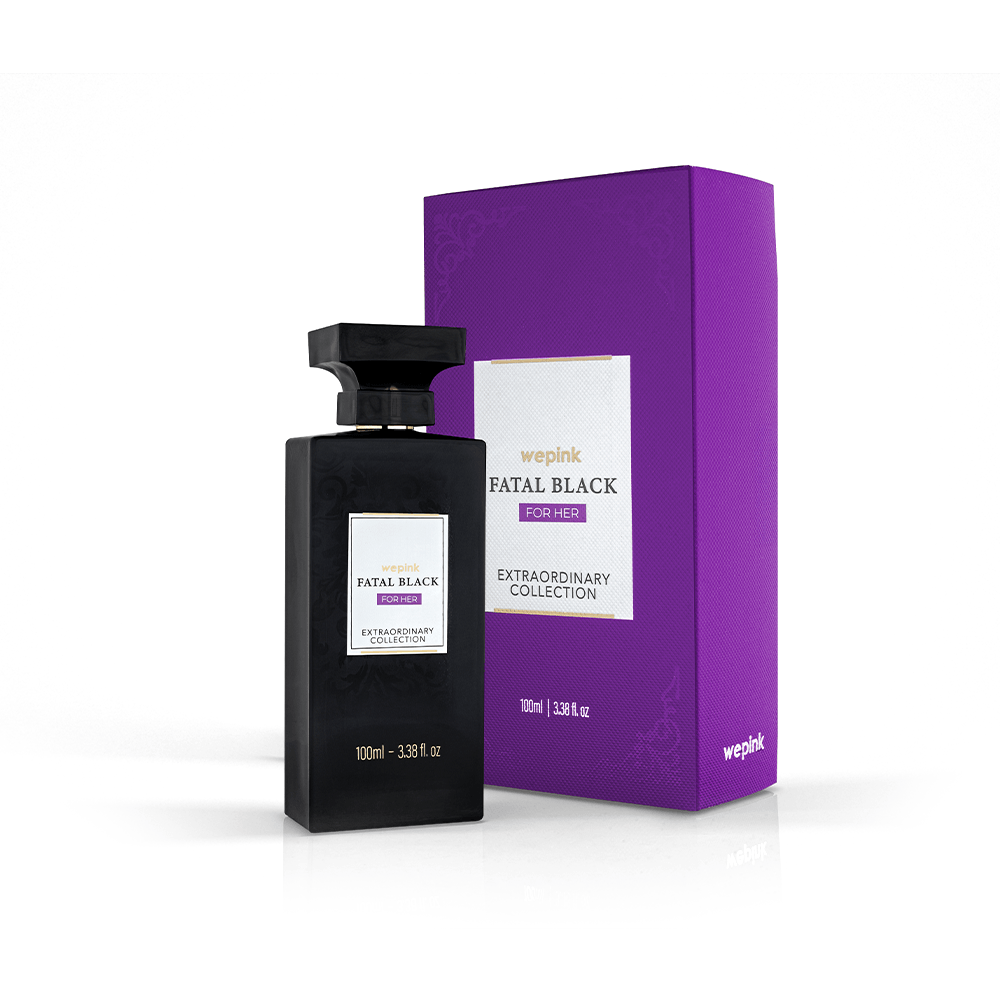 wepink
FATAL BLACK
FOR HER
EXTRAORDINARY
COLLECTION
100ml - 3.38 fl. oz
wepink
FATAL BLACK
FOR HER
EXTRAORDINARY
COLLECTION
100ml | 3.38 fl. oz
wepink